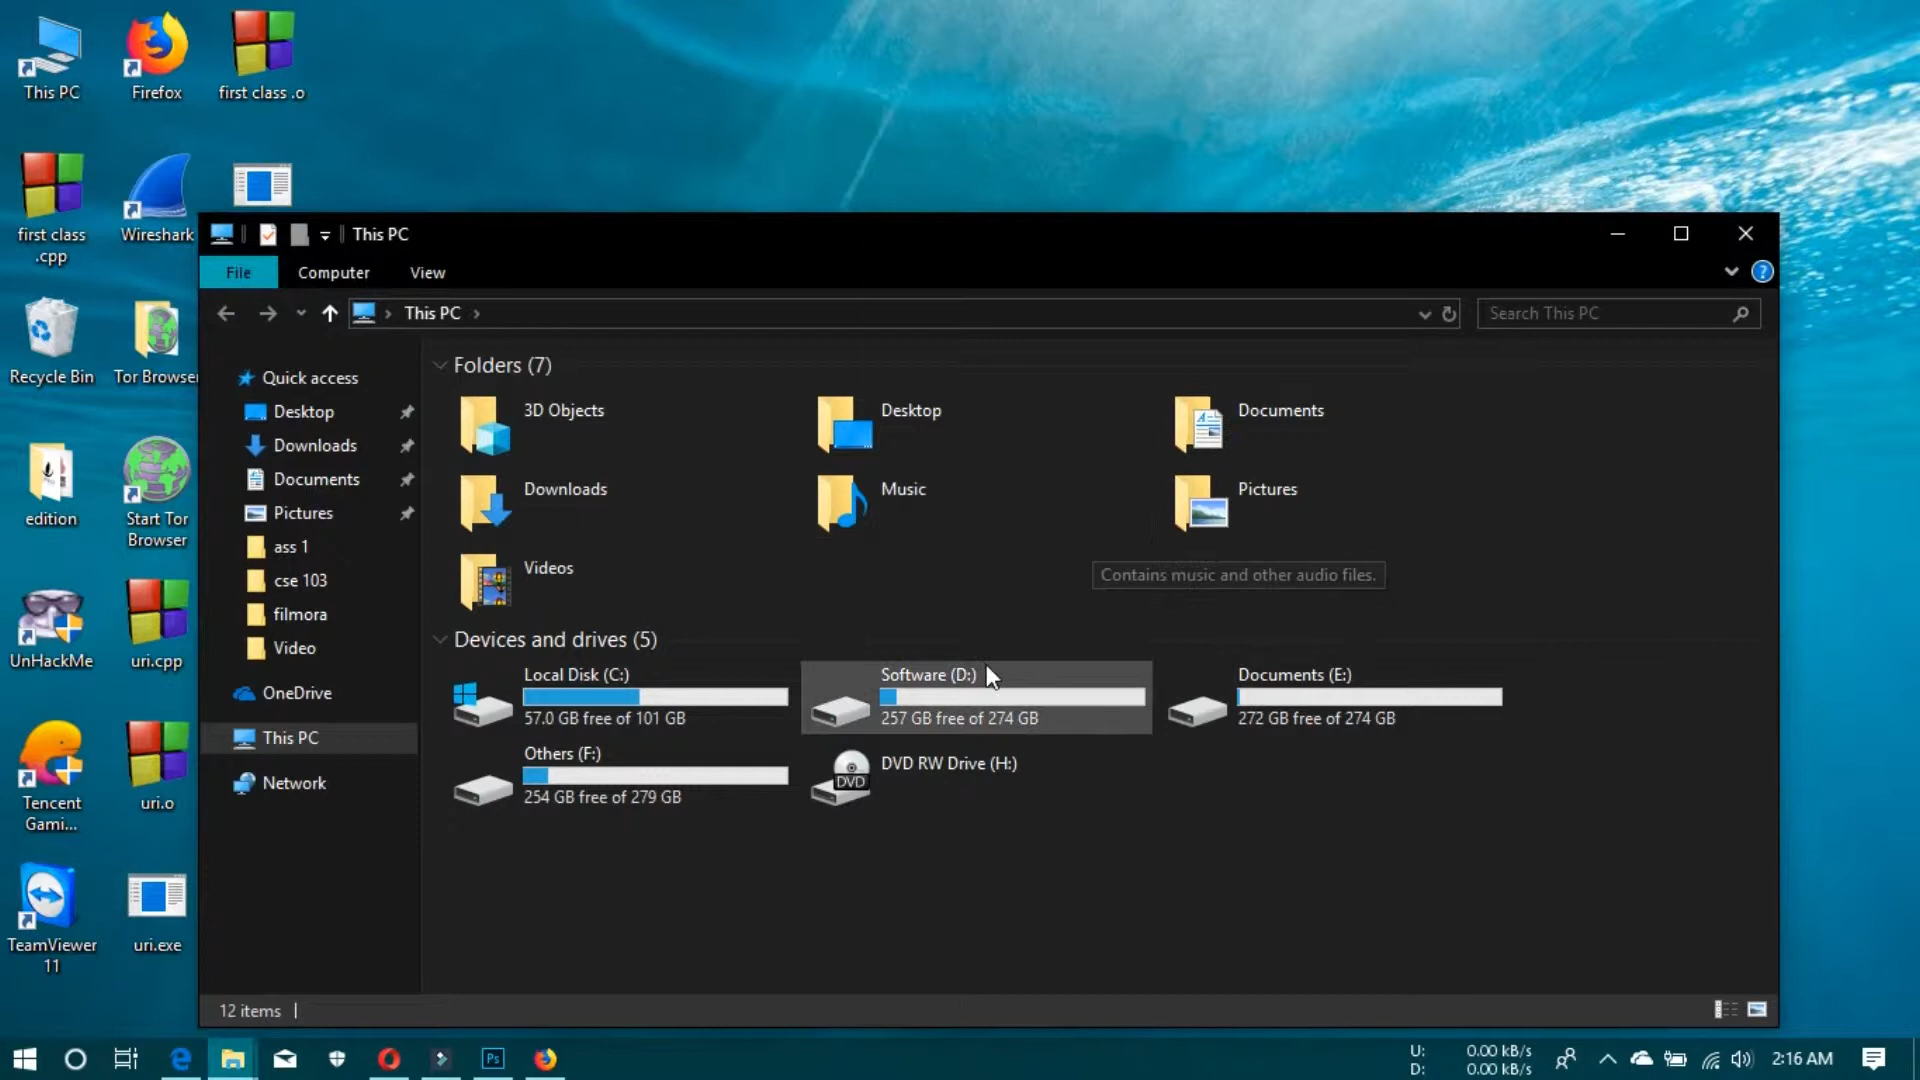 This PC
Firefox
first class .o
first class
.cpp
Wireshark
Recycle Bin
Tor Browser
edition
Start Tor
Browser
UnHackMe
uri.cpp
Tencent
Gami...
uri.o
TeamViewer
11
uri.exe
This PC
File
Computer
View
This PC
Search This PC
Quick access
Desktop
Downloads
Documents
Pictures
ass 1
cse 103
filmora
Video
OneDrive
This PC
Network
Folders (7)
3D Objects
Desktop
Documents
Downloads
Music
Pictures
Videos
Contains music and other audio files.
Devices and drives (5)
Local Disk (C:)
57.0 GB free of 101 GB
Software (D:)
257 GB free of 274 GB
Documents (E:)
272 GB free of 274 GB
Others (F:)
254 GB free of 279 GB
DVD
DVD RW Drive (H:)
12 items
Ps
U: 0.00 kB/s
D: 0.00 kB/s
2:16 AM